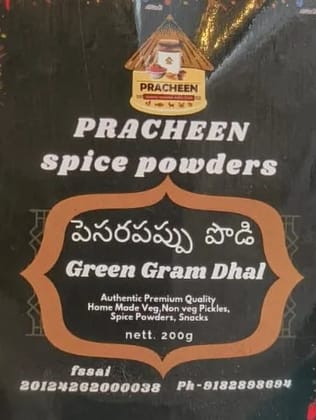 PRACHEEN
PRACHEEN
spice powders
పెసరపప్పు పొడి
Green Gram Dhal
Authentic Premium Quality
Home Made Veg,Non veg Pickles,
Spice Powders, Snacks
nett. 200g
fssai
20124262000038 Ph-9182898694